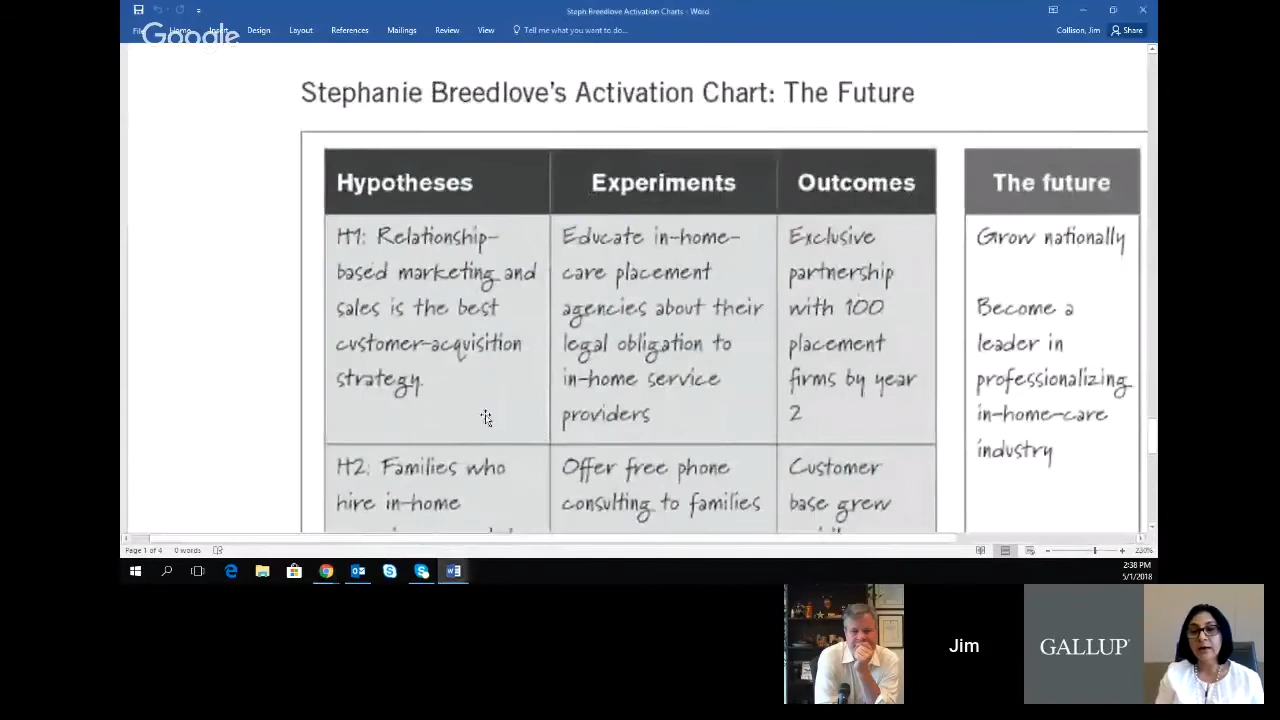 Steph Breedlove Activation Charts - Word
Google
Home
Design Layout References Mailings Review View Tell me what you want to do...
Collison, Jim Share
Stephanie Breedlove's Activation Chart: The Future
Hypotheses
H1: Relationship-
based marketing and
sales is the best
customer-acquisition
strategy.
H2: Families who
hire in-home
Experiments
Educate in-home-
care placement
agencies about their
legal obligation to
in-home service
providers
Offer free phone
consulting to families
Outcomes
Exclusive
partnership
with 100
placement
firms by year
2
Customer
base grew
The future
Grow nationally
Become a
leader in
professionalizing
in-home-care
industry
Page 1 of 4 0 words
230%
2:38 PM
5/1/2018
Jim
GALLUP